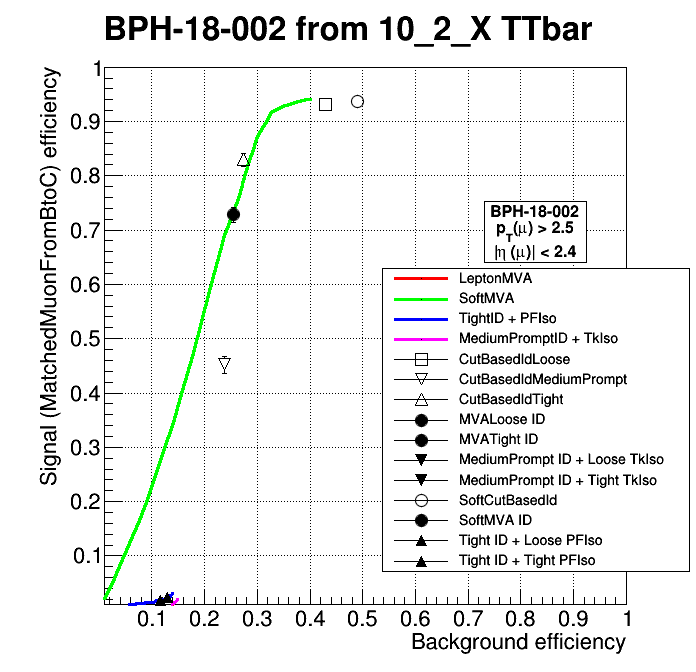 BPH-18-002 from 10_2_X TTbar
Signal (MatchedMuonFromBtoC) efficiency
1
0.9
0.8
0.7
0.6
0.5
0.4
0.3
0.2
0.1
BPH-18-002
pT(μ) > 2.5
|η (μ)| < 2.4
LeptonMVA
SoftMVA
TightID + PFIso
MediumPromptID + TkIso
CutBasedIdLoose
CutBasedIdMediumPrompt
CutBasedIdTight
MVALoose ID
MVATight ID
MediumPrompt ID + Loose TkIso
MediumPrompt ID + Tight TkIso
SoftCutBasedId
SoftMVA ID
Tight ID + Loose PFIso
Tight ID + Tight PFIso
0.1 0.2 0.3 0.4 0.5 0.6 0.7 0.8 0.9 1
Background efficiency